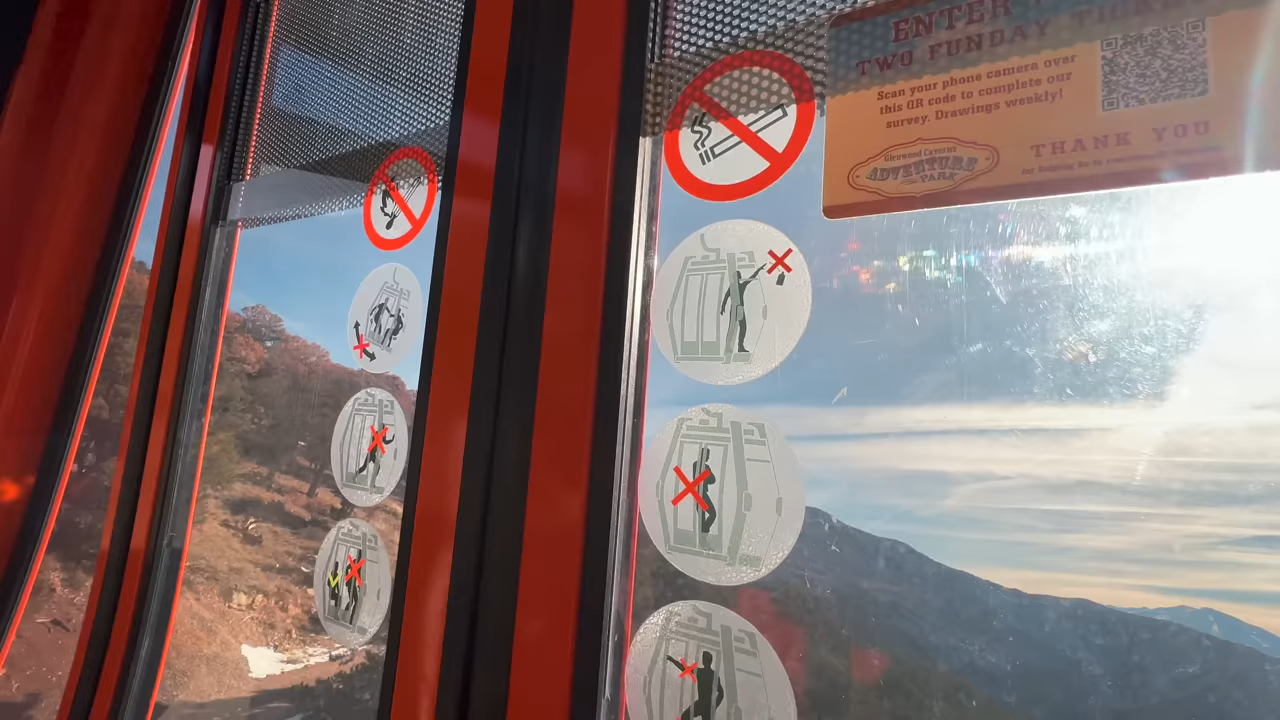 ENTER
TWO FUNDAY TICKETS
Scan your phone camera over
this QR code to complete our
survey. Drawings weekly!
Glenwood Caverns
ADVENTURE
PARK
THANK YOU